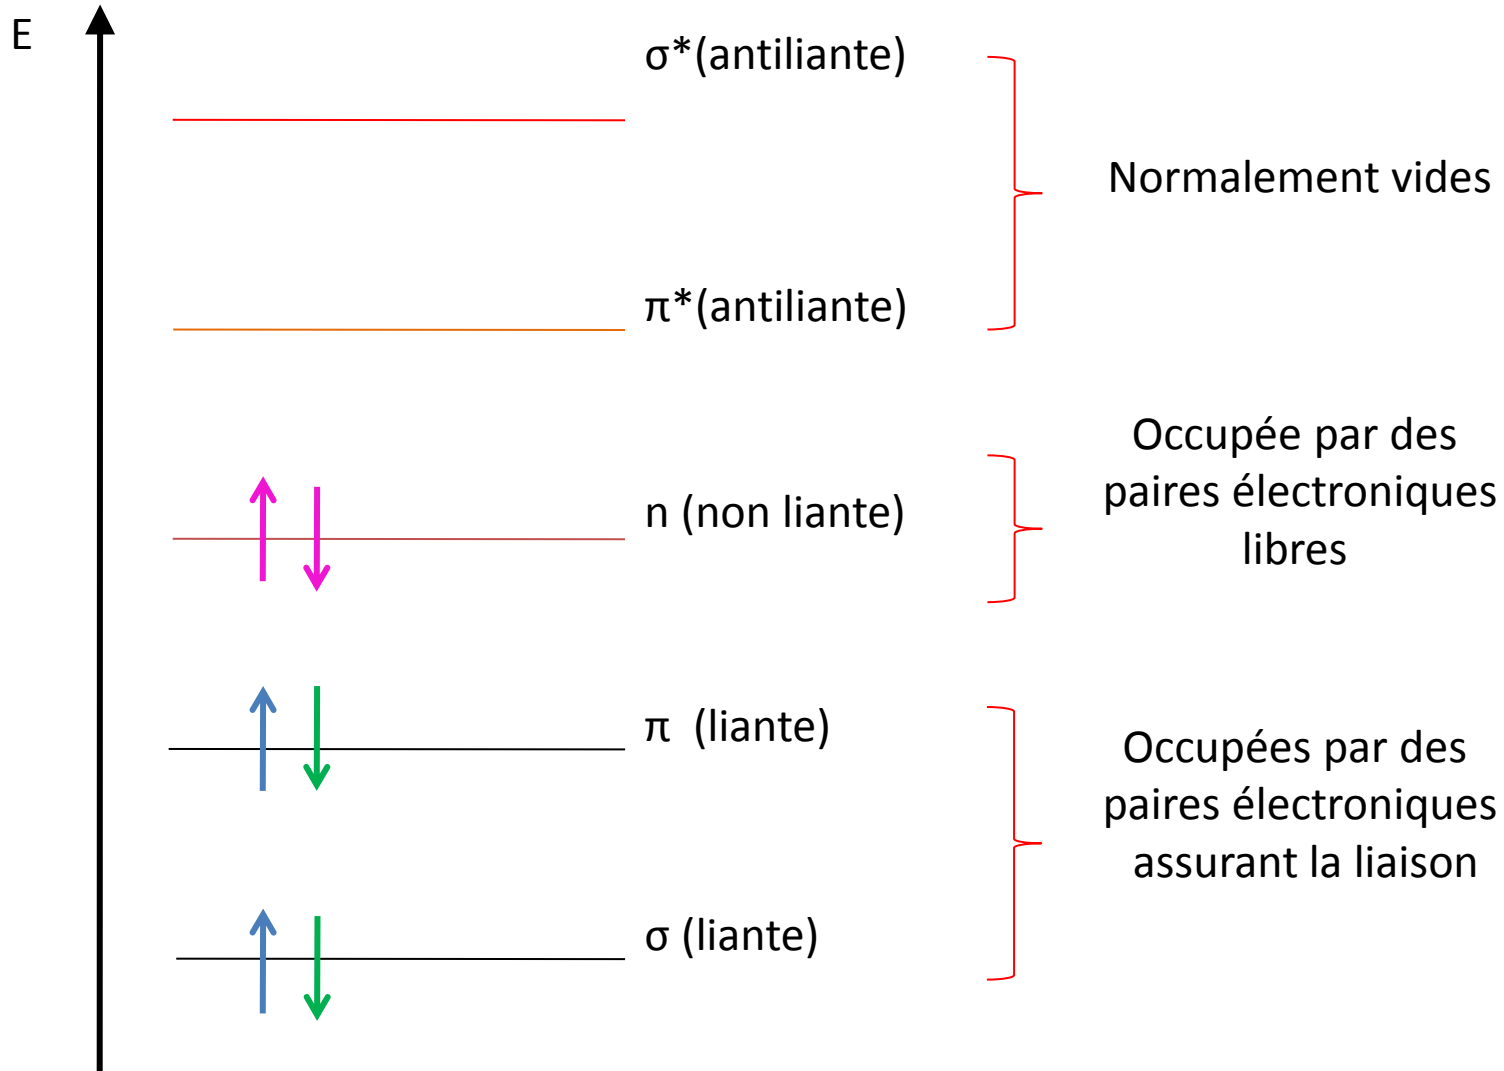 E
σ*(antiliante)
Normalement vides
π*(antiliante)
Occupée par des
paires électroniques
libres
n (non liante)
π (liante)
Occupées par des
paires électroniques
assurant la liaison
σ (liante)